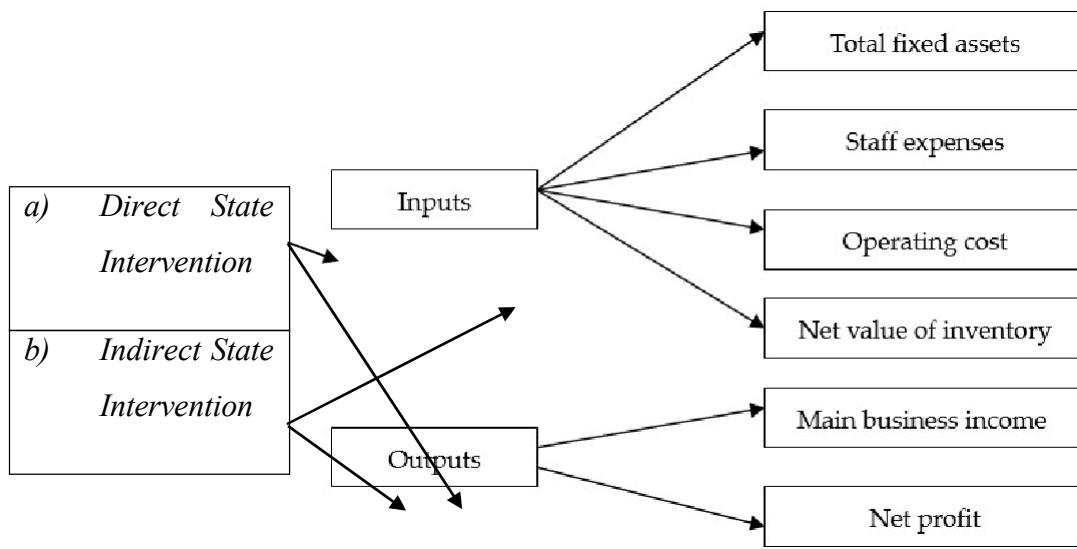 a) Direct State
Intervention
b) Indirect State
Intervention
Inputs
Outputs
Total fixed assets
Staff expenses
Operating cost
Net value of inventory
Main business income
Net profit